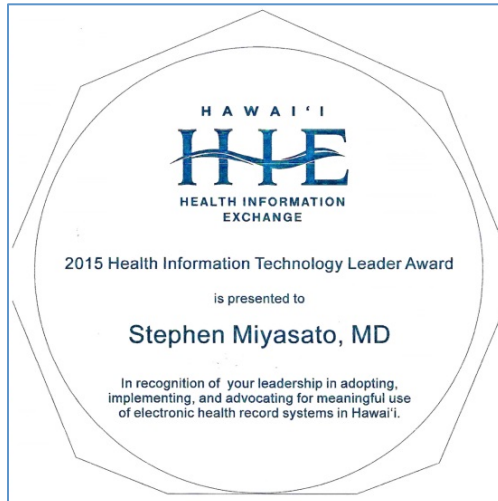 HAWAI‘I
HIE
HEALTH INFORMATION
EXCHANGE
2015 Health Information Technology Leader Award
is presented to
Stephen Miyasato, MD
In recognition of your leadership in adopting,
implementing, and advocating for meaningful use
of electronic health record systems in Hawai‘i.